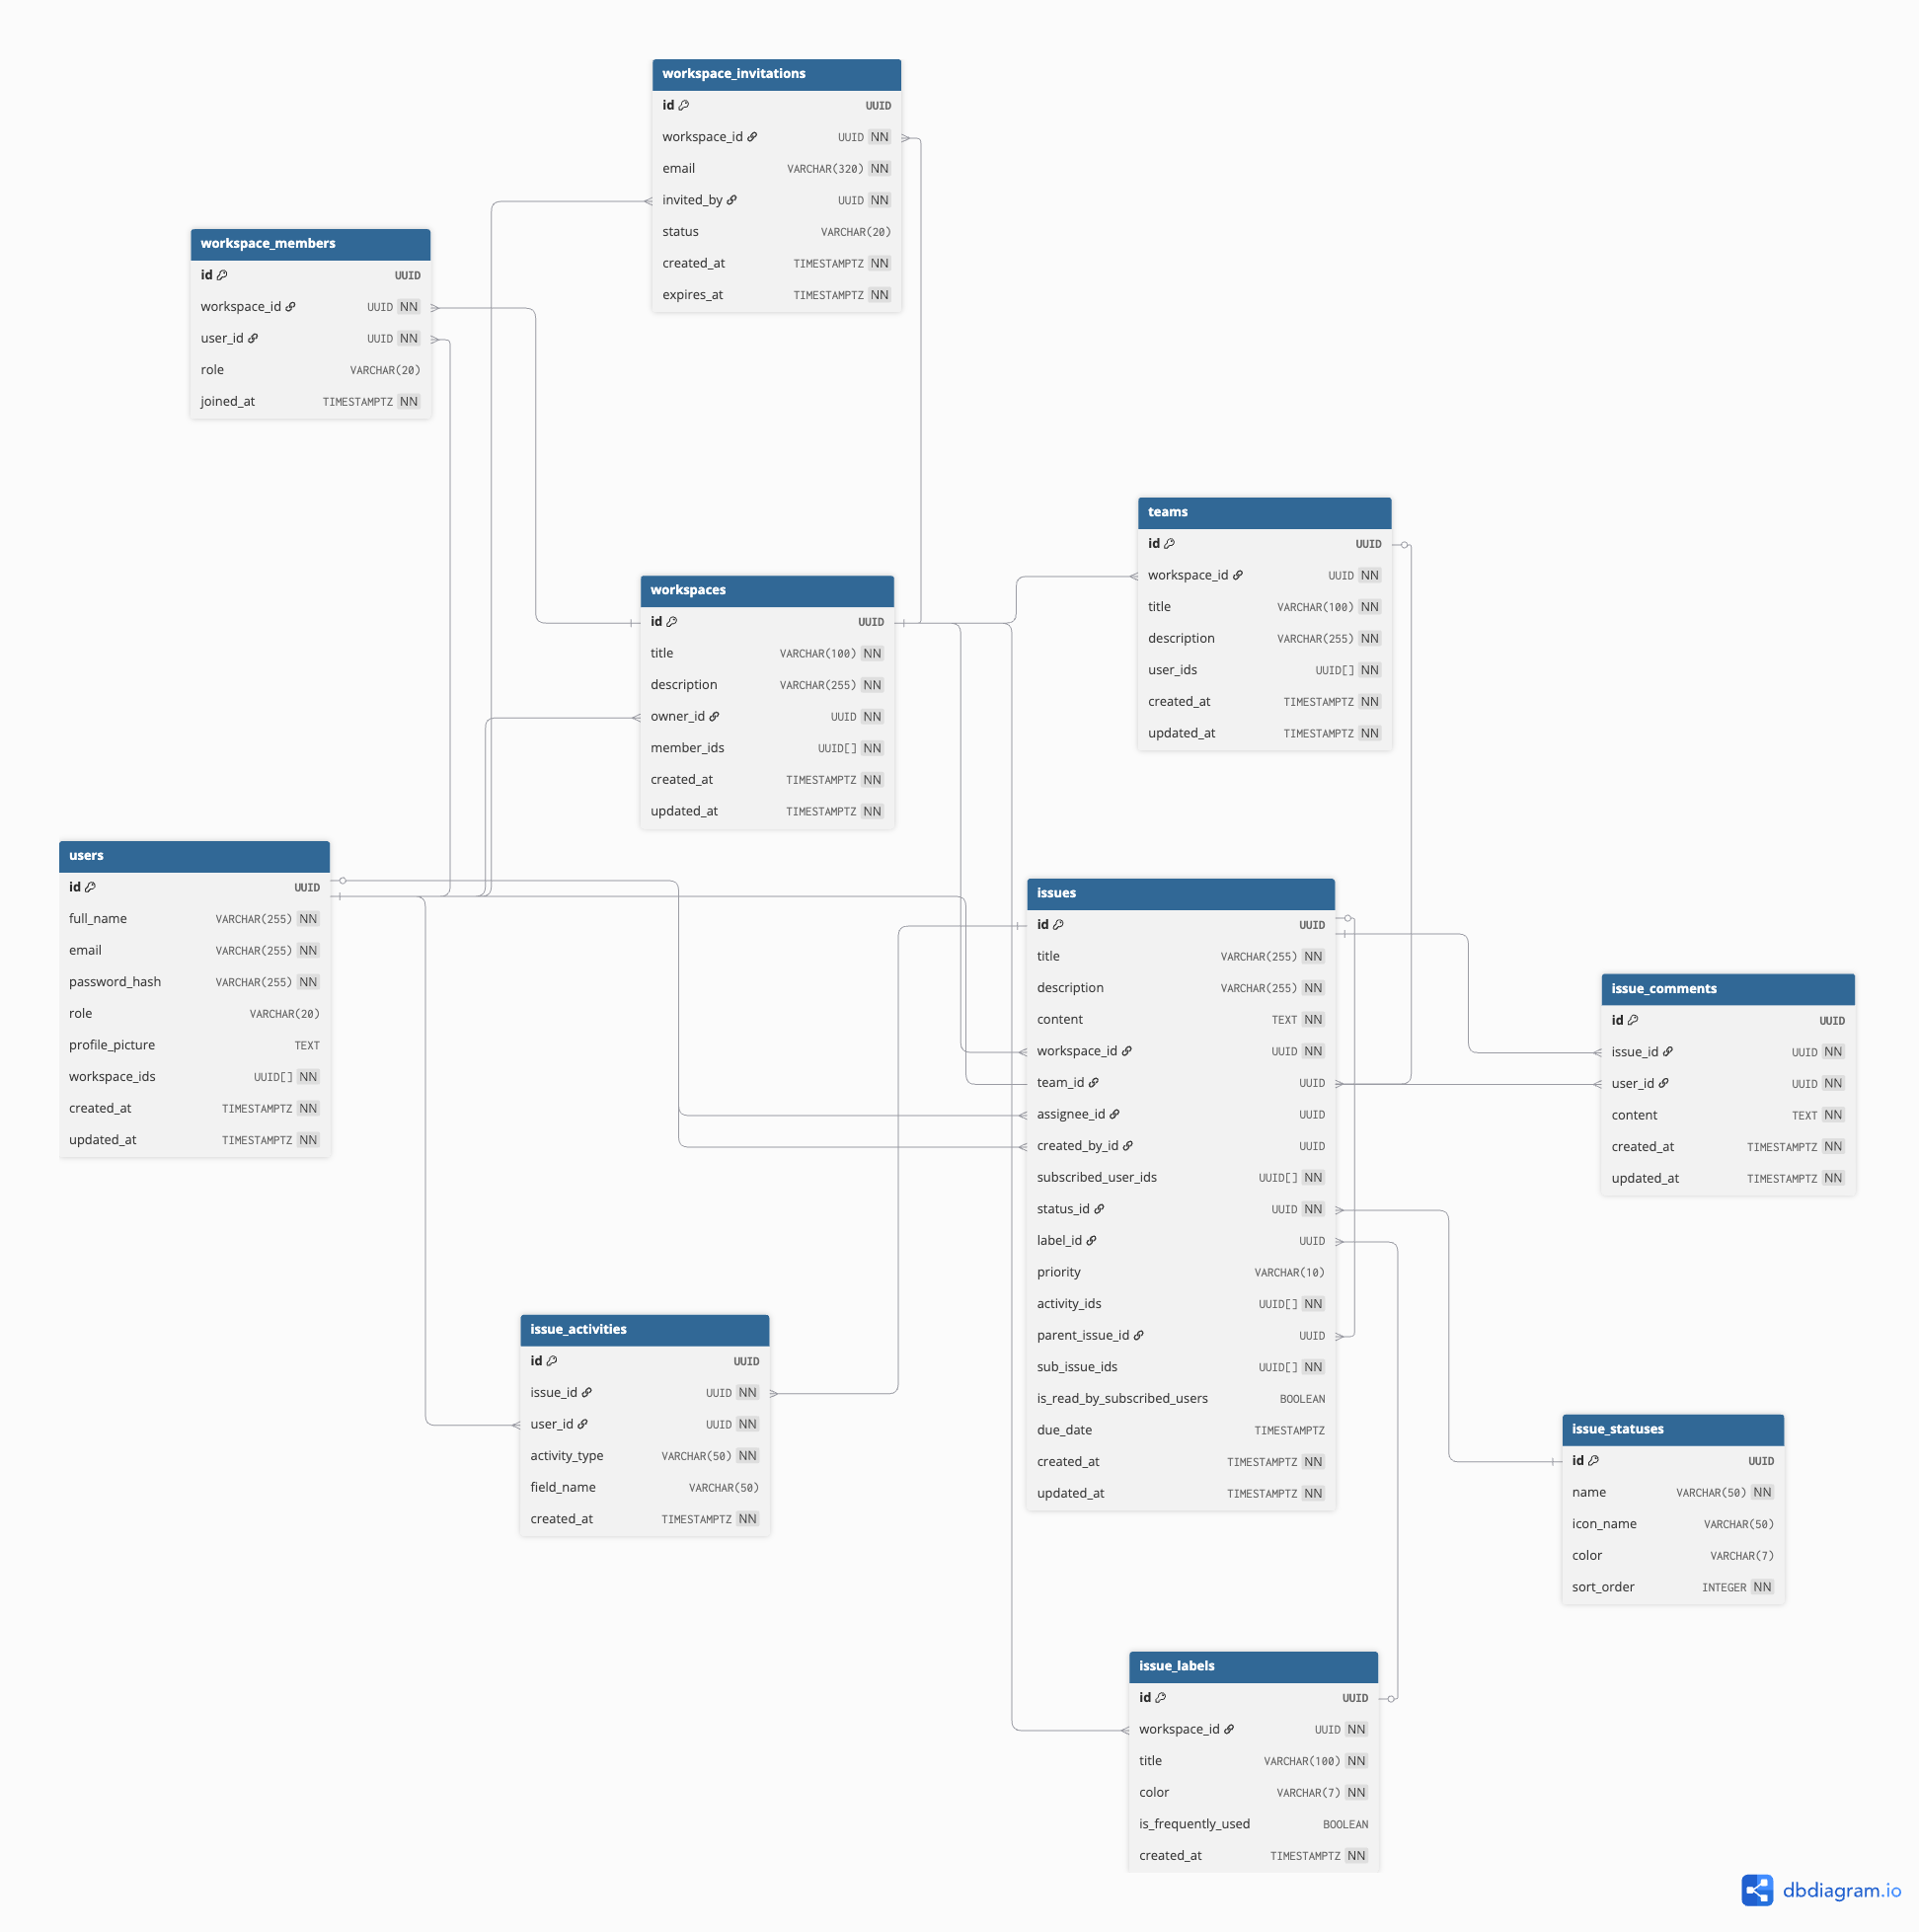 workspace_invitations
id UUID
workspace_id UUID NN
email VARCHAR(320) NN
invited_by UUID NN
status VARCHAR(20)
created_at TIMESTAMPTZ NN
expires_at TIMESTAMPTZ NN
workspace_members
id UUID
workspace_id UUID NN
user_id UUID NN
role VARCHAR(20)
joined_at TIMESTAMPTZ NN
teams
id UUID
workspace_id UUID NN
title VARCHAR(100) NN
description VARCHAR(255) NN
user_ids UUID[] NN
created_at TIMESTAMPTZ NN
updated_at TIMESTAMPTZ NN
workspaces
id UUID
title VARCHAR(100) NN
description VARCHAR(255) NN
owner_id UUID NN
member_ids UUID[] NN
created_at TIMESTAMPTZ NN
updated_at TIMESTAMPTZ NN
users
id UUID
full_name VARCHAR(255) NN
email VARCHAR(255) NN
password_hash VARCHAR(255) NN
role VARCHAR(20)
profile_picture TEXT
workspace_ids UUID[] NN
created_at TIMESTAMPTZ NN
updated_at TIMESTAMPTZ NN
issues
id UUID
title VARCHAR(255) NN
description VARCHAR(255) NN
content TEXT NN
workspace_id UUID NN
team_id UUID
assignee_id UUID
created_by_id UUID
subscribed_user_ids UUID[] NN
status_id UUID NN
label_id UUID
priority VARCHAR(10)
activity_ids UUID[] NN
parent_issue_id UUID
sub_issue_ids UUID[] NN
is_read_by_subscribed_users BOOLEAN
due_date TIMESTAMPTZ
created_at TIMESTAMPTZ NN
updated_at TIMESTAMPTZ NN
issue_comments
id UUID
issue_id UUID NN
user_id UUID NN
content TEXT NN
created_at TIMESTAMPTZ NN
updated_at TIMESTAMPTZ NN
issue_activities
id UUID
issue_id UUID NN
user_id UUID NN
activity_type VARCHAR(50) NN
field_name VARCHAR(50)
created_at TIMESTAMPTZ NN
issue_statuses
id UUID
name VARCHAR(50) NN
icon_name VARCHAR(50)
color VARCHAR(7)
sort_order INTEGER NN
issue_labels
id UUID
workspace_id UUID NN
title VARCHAR(100) NN
color VARCHAR(7) NN
is_frequently_used BOOLEAN
created_at TIMESTAMPTZ NN
dbdiagram.io